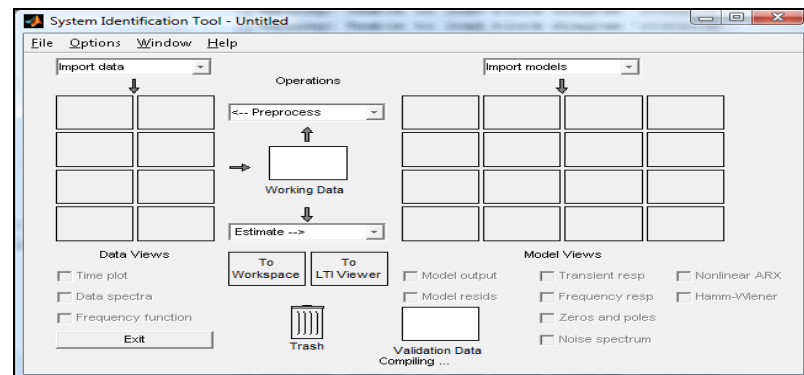 System Identification Tool - Untitled
File Options Window Help
Import data
Import models
Operations
<-- Preprocess
Working Data
Estimate -->
Data Views
Time plot
Data spectra
Frequency function
Exit
To Workspace
To LTI Viewer
Trash
Model Views
Model output
Model resids
Transient resp
Frequency resp
Zeros and poles
Noise spectrum
Nonlinear ARX
Hamm-Wiener
Validation Data
Compiling ...